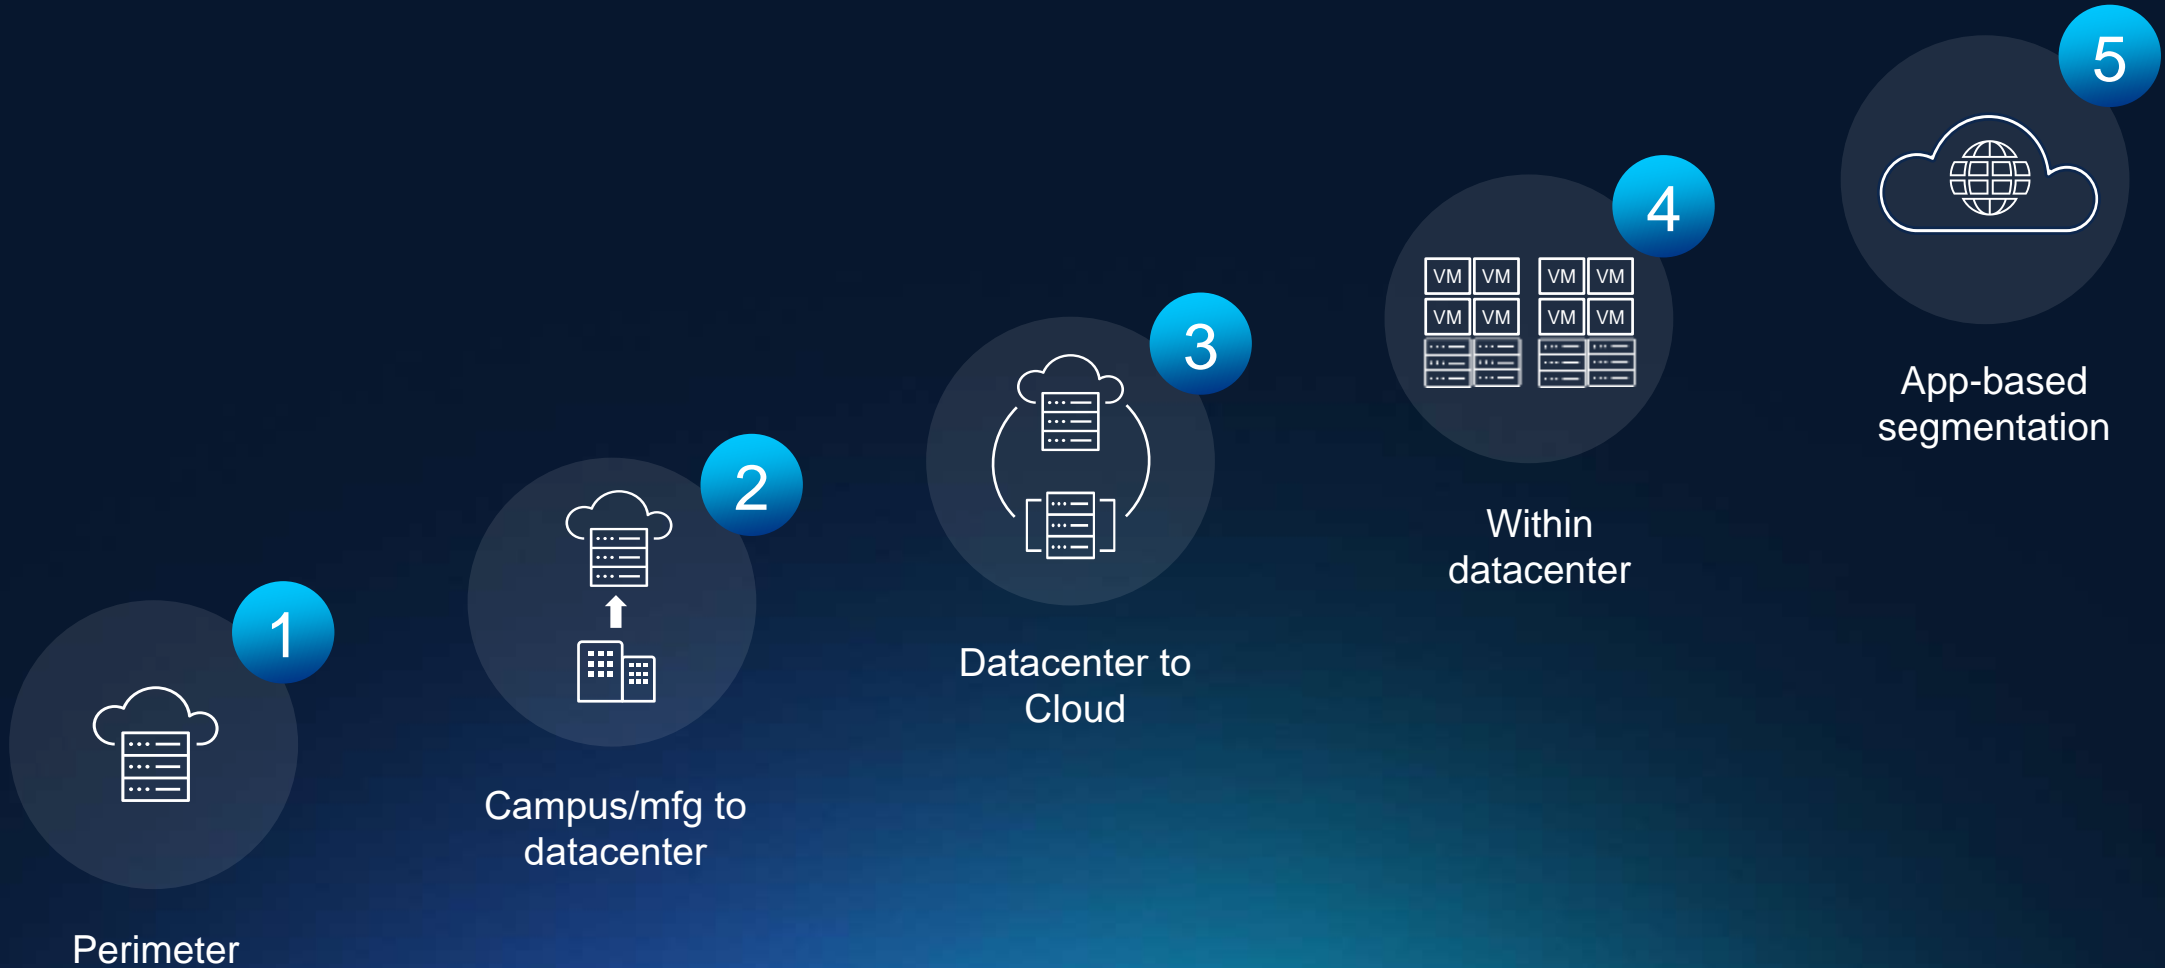 1
Perimeter
2
Campus/mfg to
datacenter
3
Datacenter to
Cloud
4
VM VM VM VM
VM VM VM VM
Within
datacenter
5
App-based
segmentation